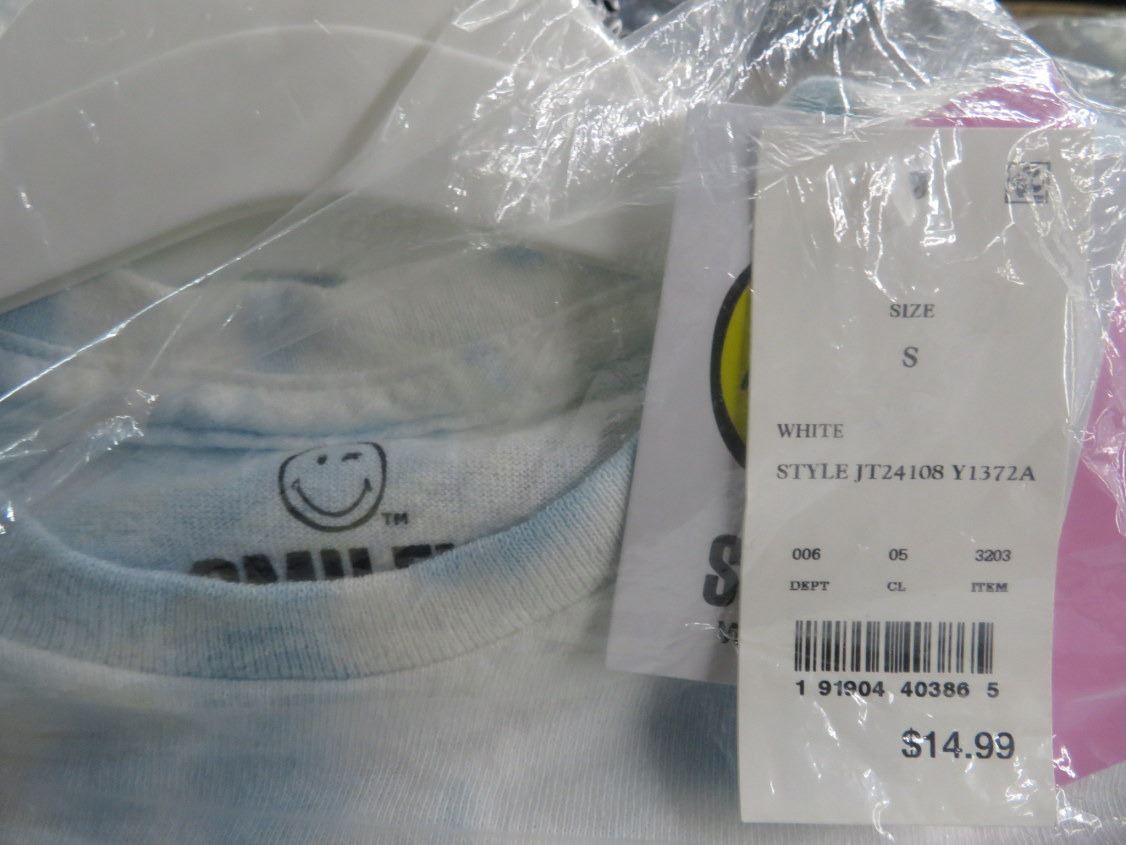 SIZE
S
WHITE
STYLE JT24108 Y1372A
006 05 3203
DEPT CL ITEM
1 91904 40386 5
$14.99
TM
S